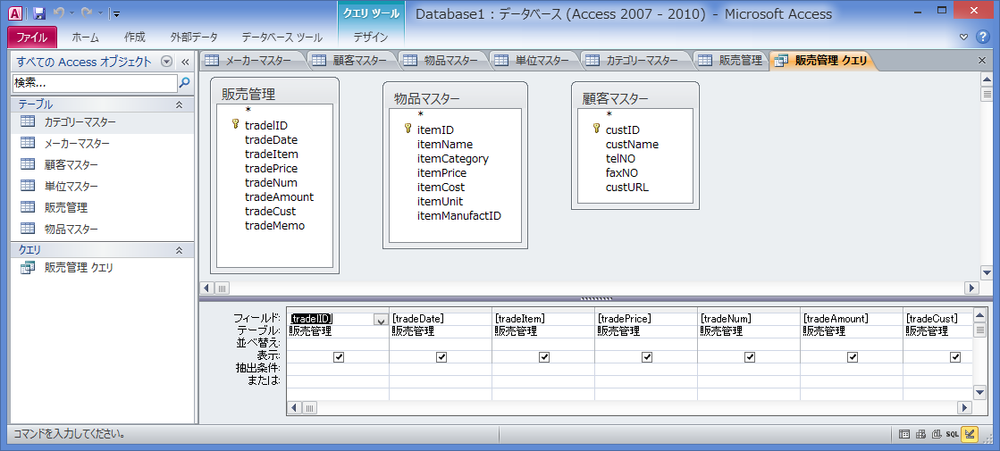 クエリ ツール
Database1 : データベース (Access 2007 - 2010) - Microsoft Access
ファイル ホーム 作成 外部データ データベース ツール デザイン
すべての Access オブジェクト
検索...
テーブル
カテゴリーマスター
メーカーマスター
顧客マスター
単位マスター
販売管理
物品マスター
クエリ
販売管理 クエリ
メーカーマスター 顧客マスター 物品マスター 単位マスター カテゴリーマスター 販売管理 販売管理 クエリ
販売管理
*
tradeIID
tradeDate
tradeItem
tradePrice
tradeNum
tradeAmount
tradeCust
tradeMemo
物品マスター
*
itemID
itemName
itemCategory
itemPrice
itemCost
itemUnit
itemManufactID
顧客マスター
*
custID
custName
telNO
faxNO
custURL
フィールド: [tradeIID] [tradeDate] [tradeItem] [tradePrice] [tradeNum] [tradeAmount] [tradeCust]
テーブル: 販売管理 販売管理 販売管理 販売管理 販売管理 販売管理 販売管理
並べ替え:
表示:
抽出条件:
または:
コマンドを入力してください。
SQL